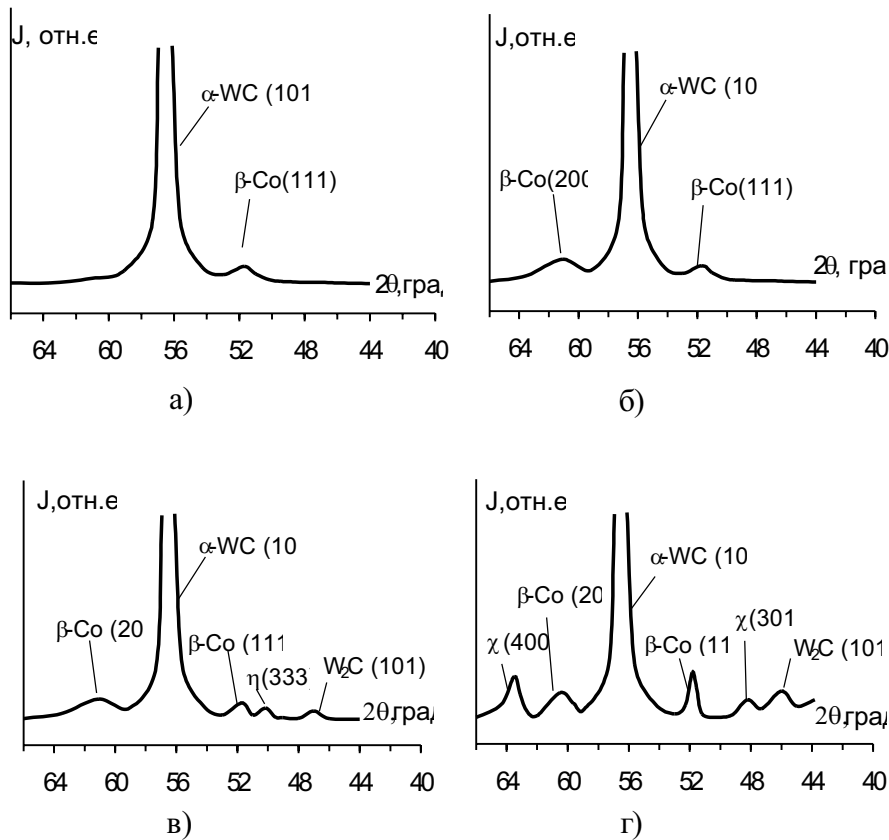 J, отн.е
α-WC (101
β-Co(111)
2θ,град
64 60 56 52 48 44 40
а)
J,отн.е
α-WC (10
β-Co(200
β-Co(111)
2θ, гра
64 60 56 52 48 44 40
б)
J,отн.е
α-WC (10
β-Co (20
β-Co (111
η(333)
W₂C (101)
2θ,град
64 60 56 52 48 44 40
в)
J,отн.е
α-WC (10
β-Co (20
χ(301
χ(400
β-Co (11
W₂C (101
2θ,град
64 60 56 52 48 44 40
г)